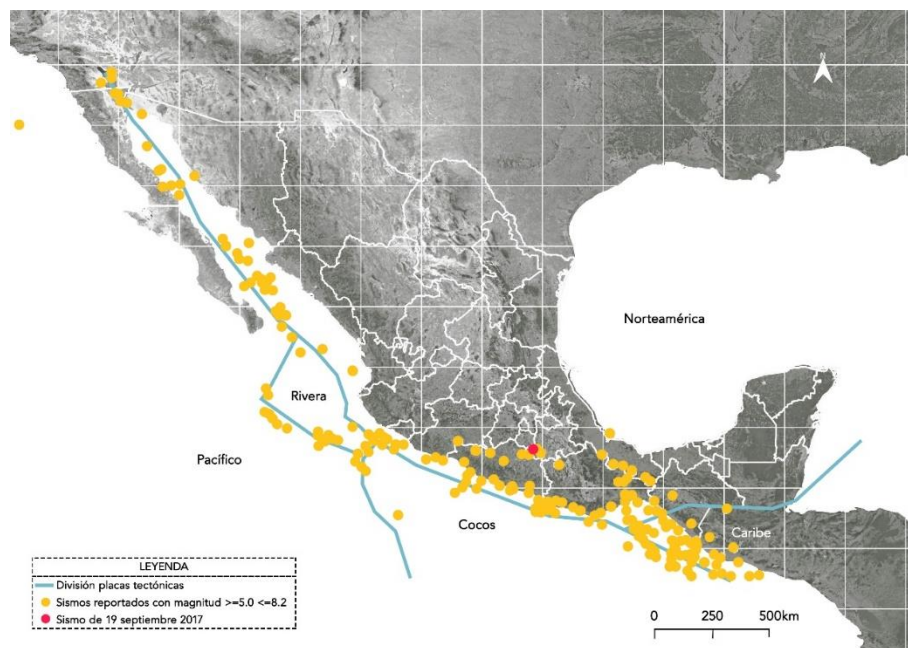 N
Norteamérica
Rivera
Pacífico
Cocos
Caribe
LEYENDA
División placas tectónicas
Sismos reportados con magnitud >=5.0 <=8.2
Sismo de 19 septiembre 2017
0 250 500km